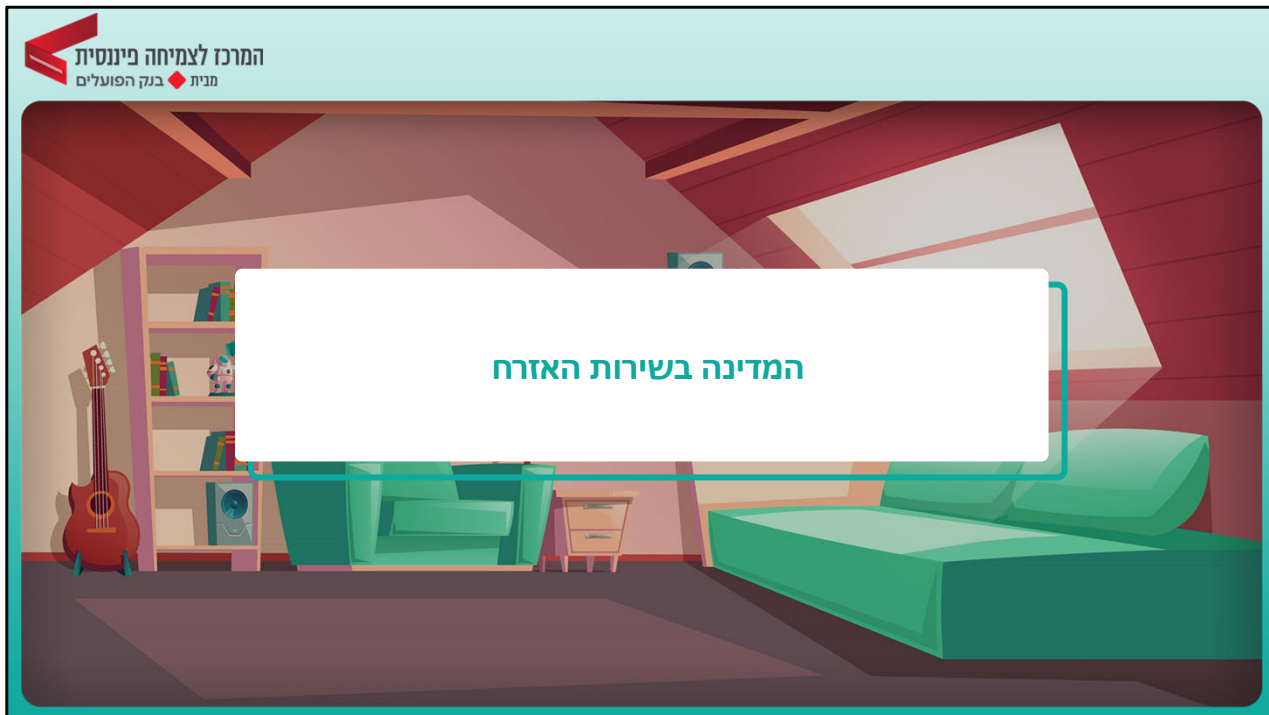 המרכז לצמיחה פיננסית
מבית בנק הפועלים
המדינה בשירות האזרח